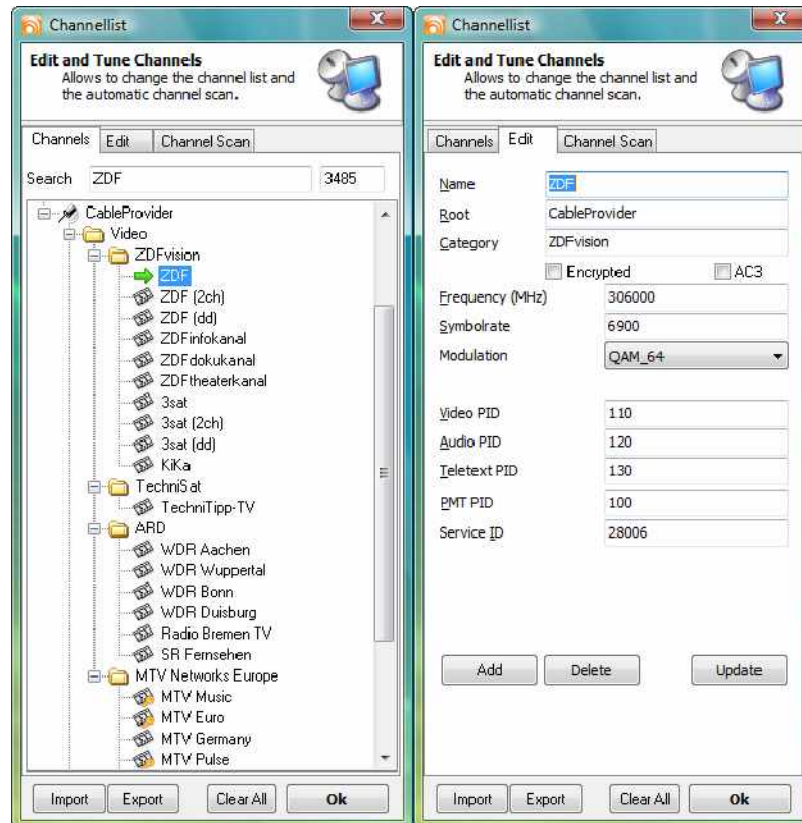 Channellist
Edit and Tune Channels
Allows to change the channel list and
the automatic channel scan.
Channels Edit Channel Scan
Search ZDF 3485
CableProvider
Video
ZDFvision
ZDF
ZDF (2ch)
ZDF (dd)
ZDFinfokanal
ZDFdokukanal
ZDFtheaterkanal
3sat
3sat (2ch)
3sat (dd)
KiKa
TechniSat
TechniTipp-TV
ARD
WDR Aachen
WDR Wuppertal
WDR Bonn
WDR Duisburg
Radio Bremen TV
SR Fernsehen
MTV Networks Europe
MTV Music
MTV Euro
MTV Germany
MTV Pulse
Import Export Clear All Ok
Channellist
Edit and Tune Channels
Allows to change the channel list and
the automatic channel scan.
Channels Edit Channel Scan
Name ZDF
Root CableProvider
Category ZDFvision
Encrypted AC3
Frequency (MHz) 306000
Symbolrate 6900
Modulation QAM_64
Video PID 110
Audio PID 120
Teletext PID 130
PMT PID 100
Service ID 28006
Add Delete Update
Import Export Clear All Ok